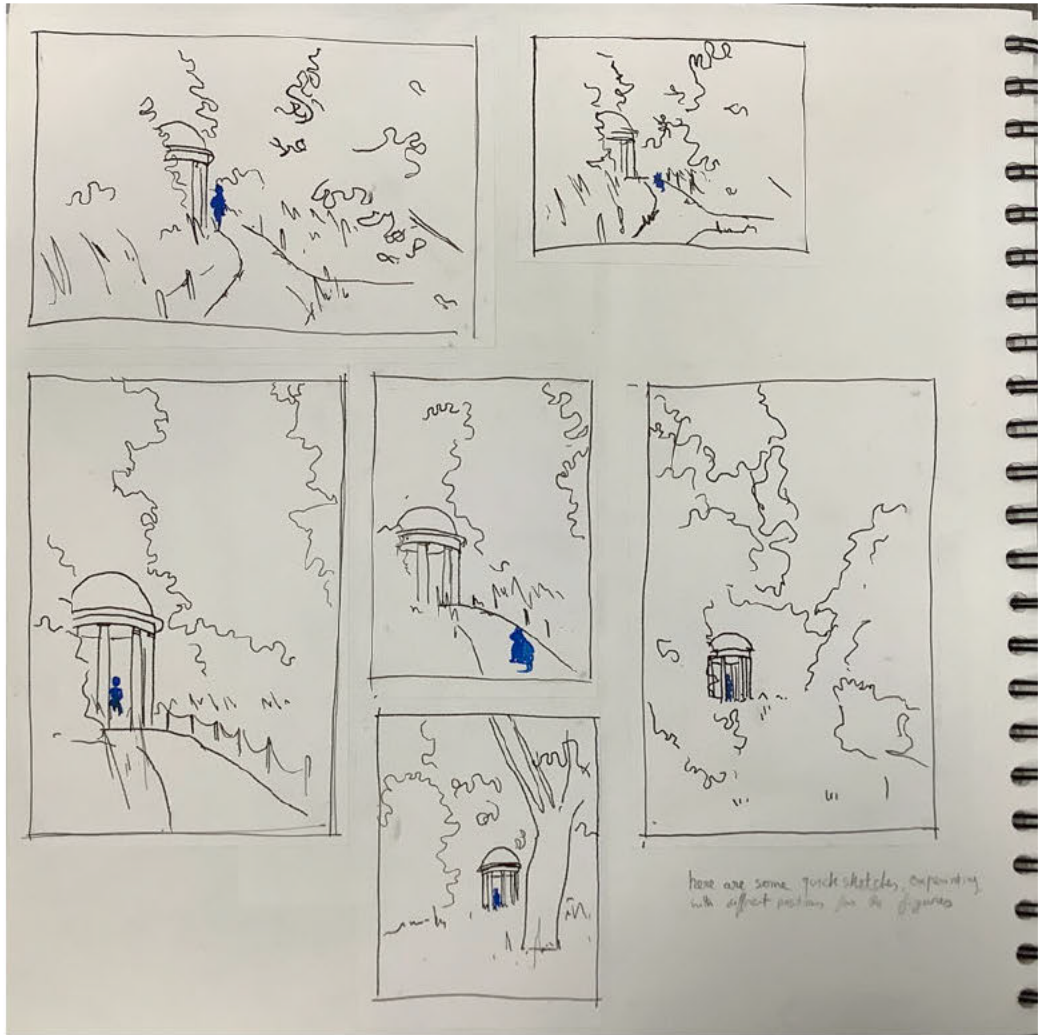 here are some quick sketches, experimenting
with different positions for the figures